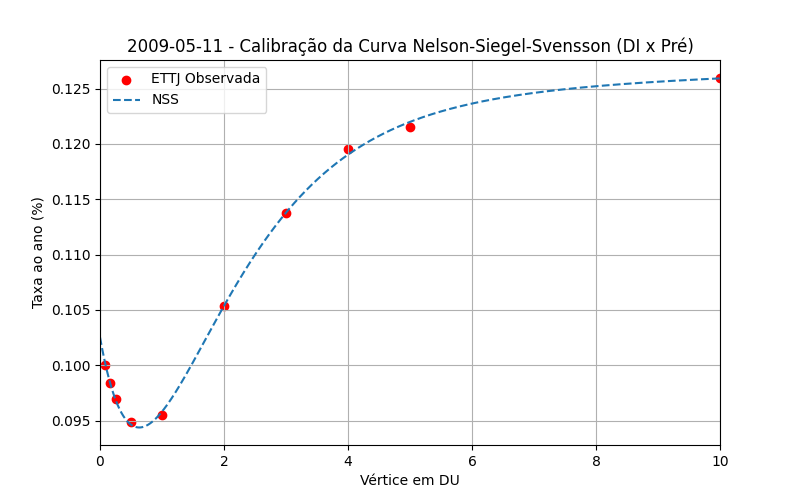 2009-05-11 - Calibração da Curva Nelson-Siegel-Svensson (DI x Pré)
ETTJ Observada
NSS
Taxa ao ano (%)
0.125
0.120
0.115
0.110
0.105
0.100
0.095
0 2 4 6 8 10
Vértice em DU